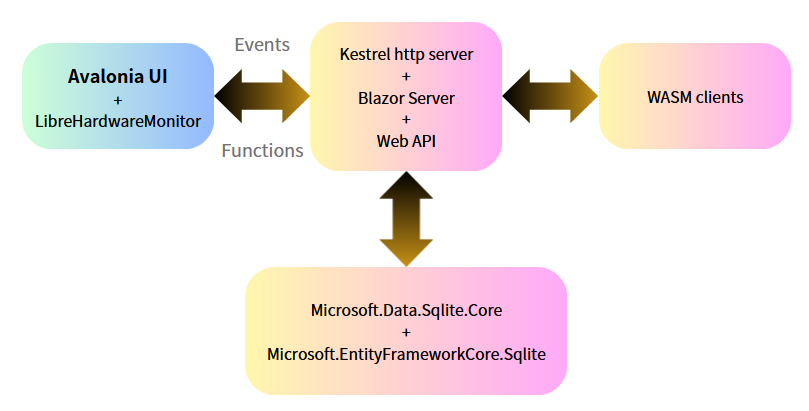 Avalonia UI
+
LibreHardwareMonitor
Events
Functions
Kestrel http server
+
Blazor Server
+
Web API
WASM clients
Microsoft.Data.Sqlite.Core
+
Microsoft.EntityFrameworkCore.Sqlite